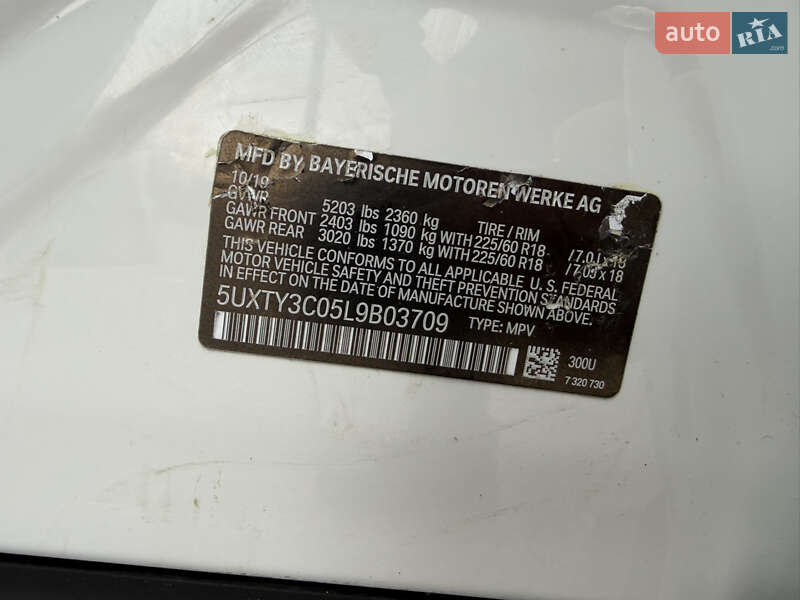 auto RIA
.com
MFD BY BAYERISCHE MOTOREN WERKE AG
10/19
GVWR 5203 lbs 2360 kg TIRE / RIM
GAWR FRONT 2403 lbs 1090 kg WITH 225/60 R18 /7.0J x 18
GAWR REAR 3020 lbs 1370 kg WITH 225/60 R18 /7.0J x 18
THIS VEHICLE CONFORMS TO ALL APPLICABLE U. S. FEDERAL
MOTOR VEHICLE SAFETY AND THEFT PREVENTION STANDARDS
IN EFFECT ON THE DATE OF MANUFACTURE SHOWN ABOVE.
5UXTY3C05L9B03709 TYPE: MPV
300U
7 320 730